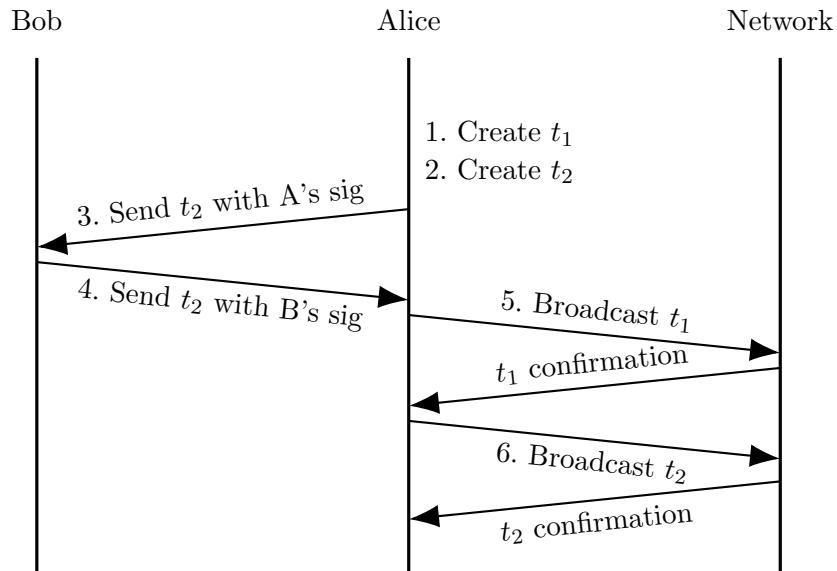 Bob
Alice
Network
1. Create t₁
2. Create t₂
3. Send t₂ with A's sig
4. Send t₂ with B's sig
5. Broadcast t₁
t₁ confirmation
6. Broadcast t₂
t₂ confirmation